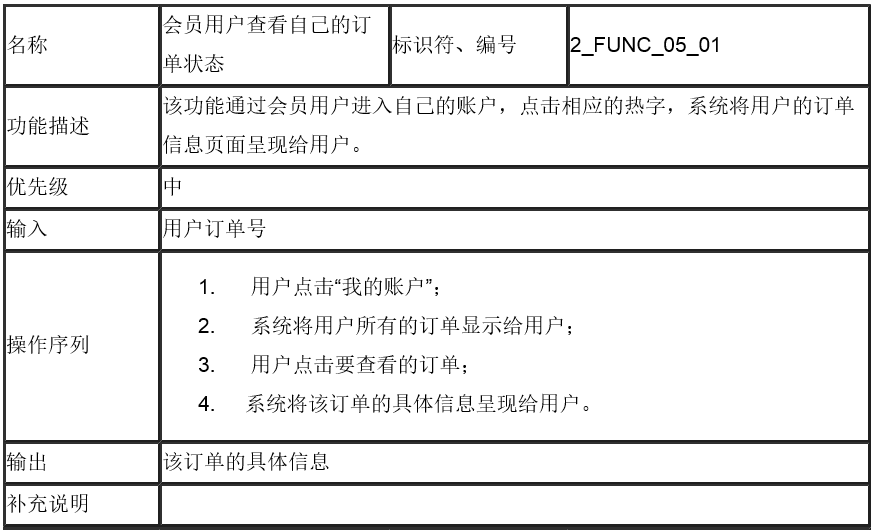 名称
会员用户查看自己的订
单状态
标识符、编号
2_FUNC_05_01
功能描述
该功能通过会员用户进入自己的账户，点击相应的热字，系统将用户的订单
信息页面呈现给用户。
优先级
中
输入
用户订单号
操作序列
1. 用户点击“我的账户”；
2. 系统将用户所有的订单显示给用户；
3. 用户点击要查看的订单；
4. 系统将该订单的具体信息呈现给用户。
输出
该订单的具体信息
补充说明